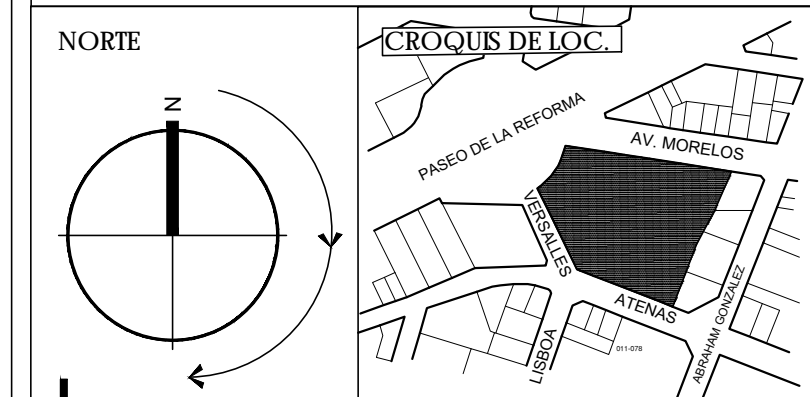 NORTE
CROQUIS DE LOC.
N
PASEO DE LA REFORMA
AV. MORELOS
VERSALLES
ATENAS
ABRAHAM GONZALEZ
LISBOA
011-078